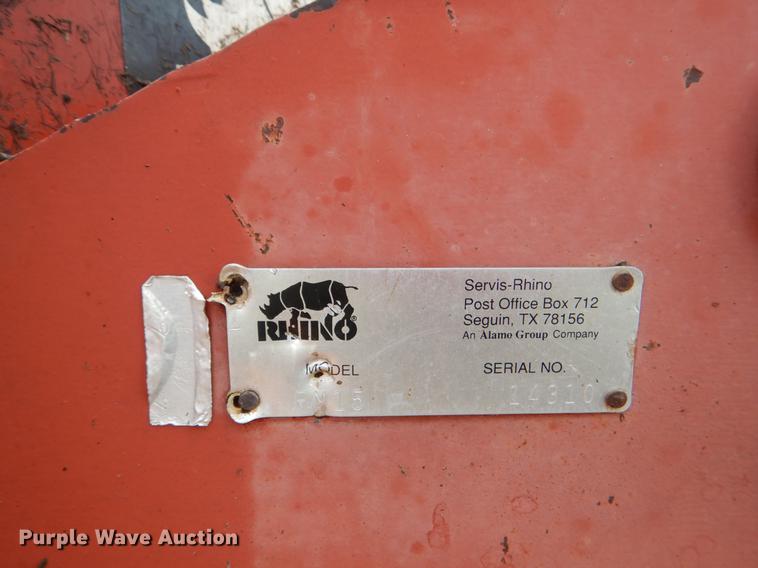 RHINO®
Servis-Rhino
Post Office Box 712
Seguin, TX 78156
An Alamo Group Company
MODEL
SERIAL NO.
14310
Purple Wave Auction